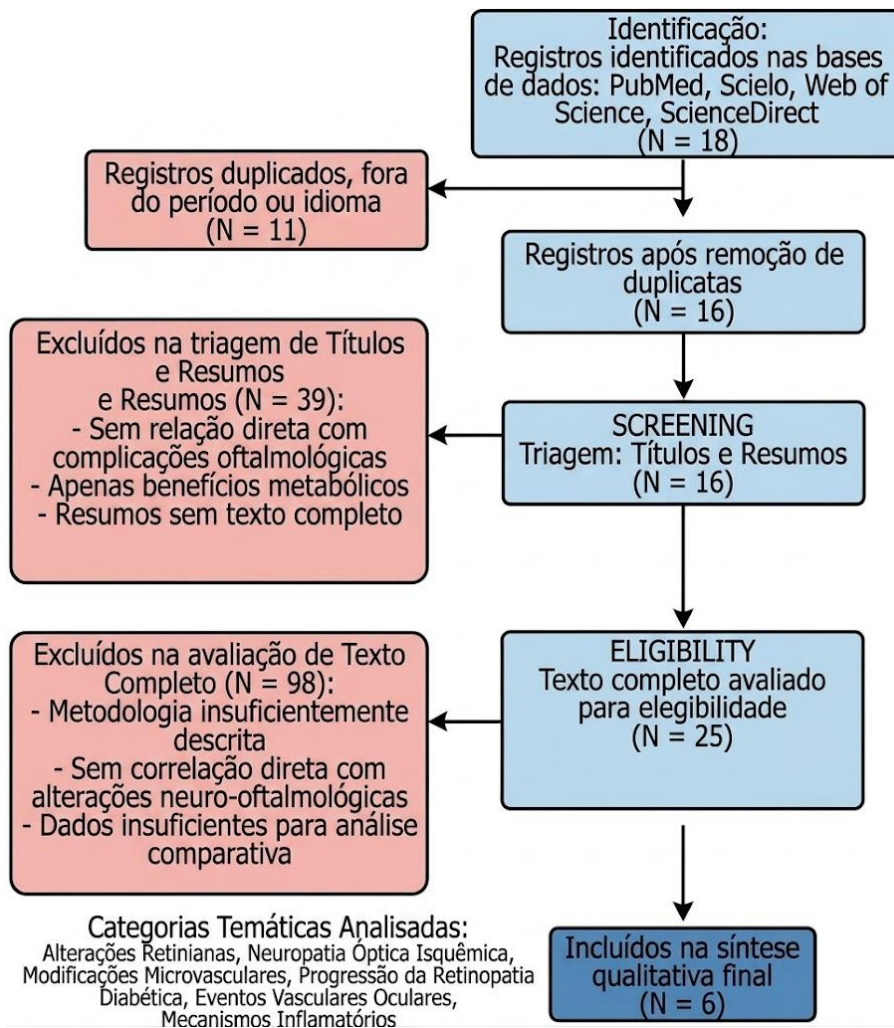 Identificação:
Registros identificados nas bases
de dados: PubMed, Scielo, Web of
Science, ScienceDirect
(N = 18)
Registros duplicados, fora
do período ou idioma
(N = 11)
Registros após remoção de
duplicatas
(N = 16)
Excluídos na triagem de Títulos
e Resumos
e Resumos (N = 39):
- Sem relação direta com
complicações oftalmológicas
- Apenas benefícios metabólicos
- Resumos sem texto completo
SCREENING
Triagem: Títulos e Resumos
(N = 16)
Excluídos na avaliação de Texto
Completo (N = 98):
- Metodologia insuficientemente
descrita
- Sem correlação direta com
alterações neuro-oftalmológicas
- Dados insuficientes para análise
comparativa
ELIGIBILITY
Texto completo avaliado
para elegibilidade
(N = 25)
Categorias Temáticas Analisadas:
Alterações Retinianas, Neuropatia Óptica Isquêmica,
Modificações Microvasculares, Progressão da Retinopatia
Diabética, Eventos Vasculares Oculares,
Mecanismos Inflamatórios
Incluídos na síntese
qualitativa final
(N = 6)